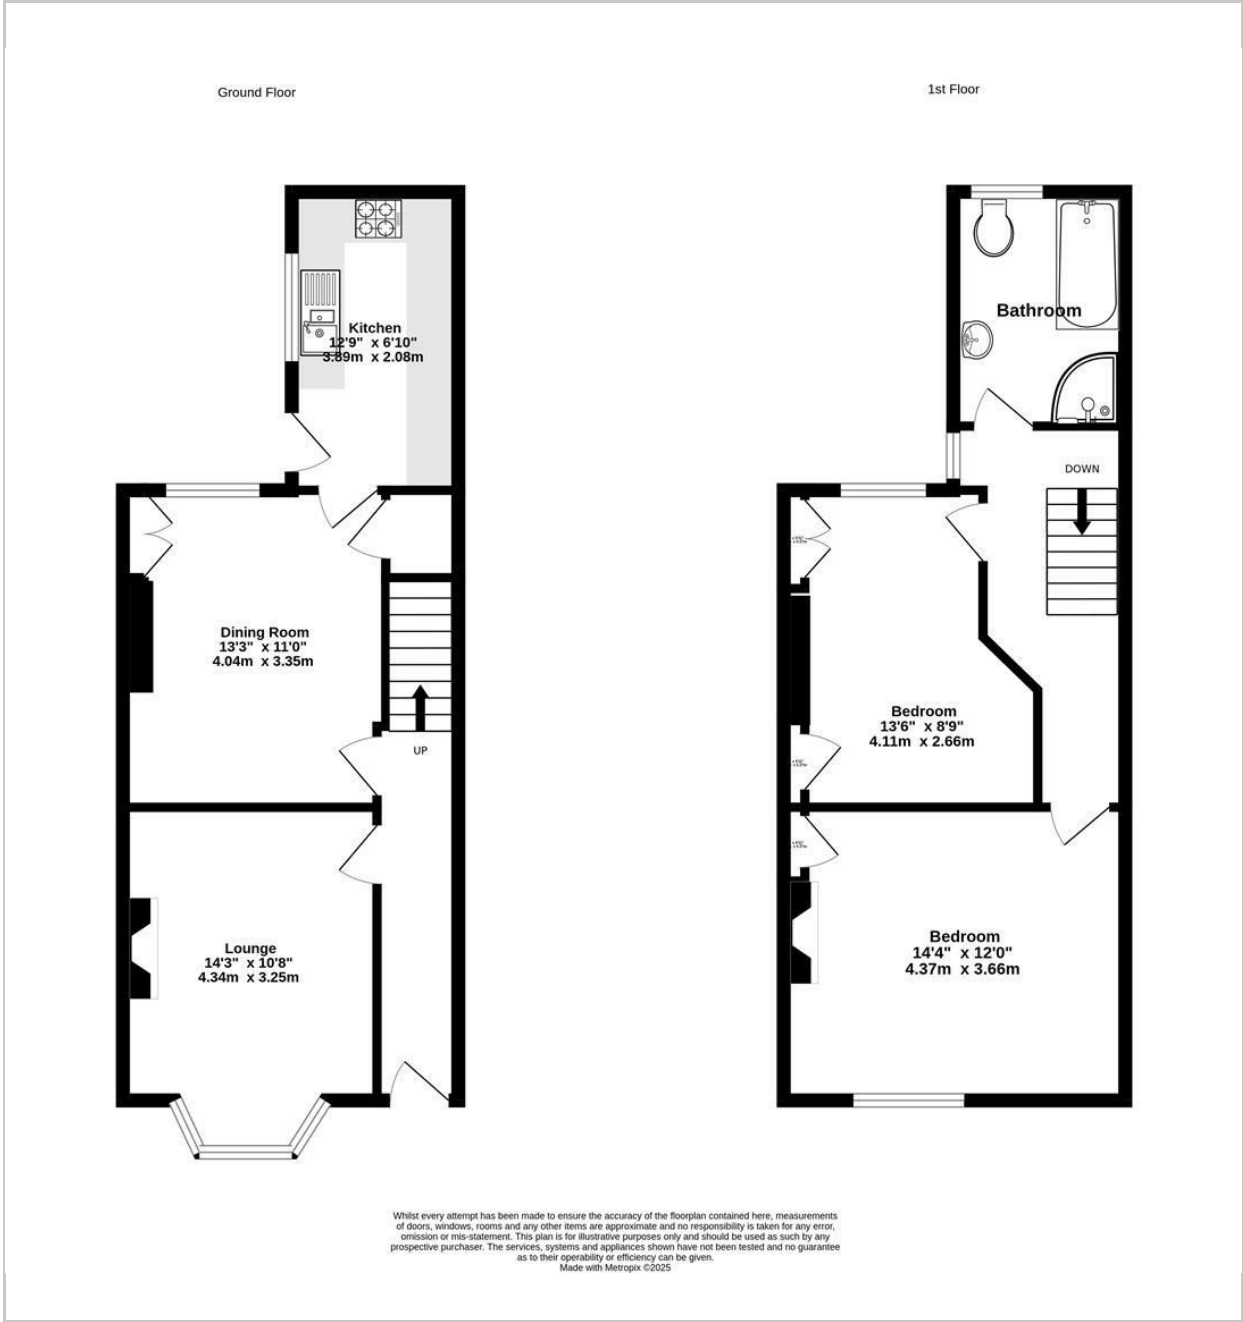 Ground Floor
1st Floor
Kitchen
12'9" x 6'10"
3.89m x 2.08m
Dining Room
13'3" x 11'0"
4.04m x 3.35m
UP
Lounge
14'3" x 10'8"
4.34m x 3.25m
Bathroom
DOWN
Bedroom
13'6" x 8'9"
4.11m x 2.66m
Bedroom
14'4" x 12'0"
4.37m x 3.66m
Whilst every attempt has been made to ensure the accuracy of the floorplan contained here, measurements
of doors, windows, rooms and any other items are approximate and no responsibility is taken for any error,
omission or mis-statement. This plan is for illustrative purposes only and should be used as such by any
prospective purchaser. The services, systems and appliances shown have not been tested and no guarantee
as to their operability or efficiency can be given.
Made with Metropix ©2025